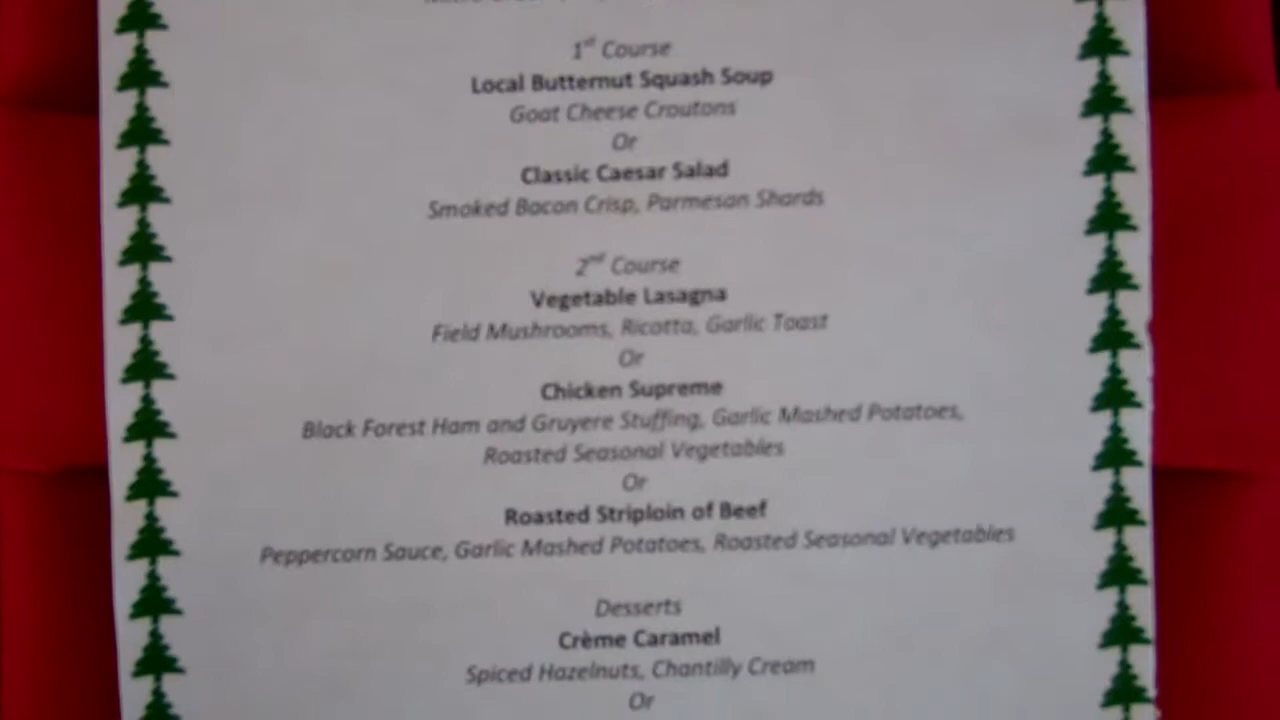 1st Course
Local Butternut Squash Soup
Goat Cheese Croutons
Or
Classic Caesar Salad
Smoked Bacon Crisp, Parmesan Shards
2nd Course
Vegetable Lasagna
Field Mushrooms, Ricotta, Garlic Toast
Or
Chicken Supreme
Black Forest Ham and Gruyere Stuffing, Garlic Mashed Potatoes,
Roasted Seasonal Vegetables
Or
Roasted Striploin of Beef
Peppercorn Sauce, Garlic Mashed Potatoes, Roasted Seasonal Vegetables
Desserts
Crème Caramel
Spiced Hazelnuts, Chantilly Cream
Or